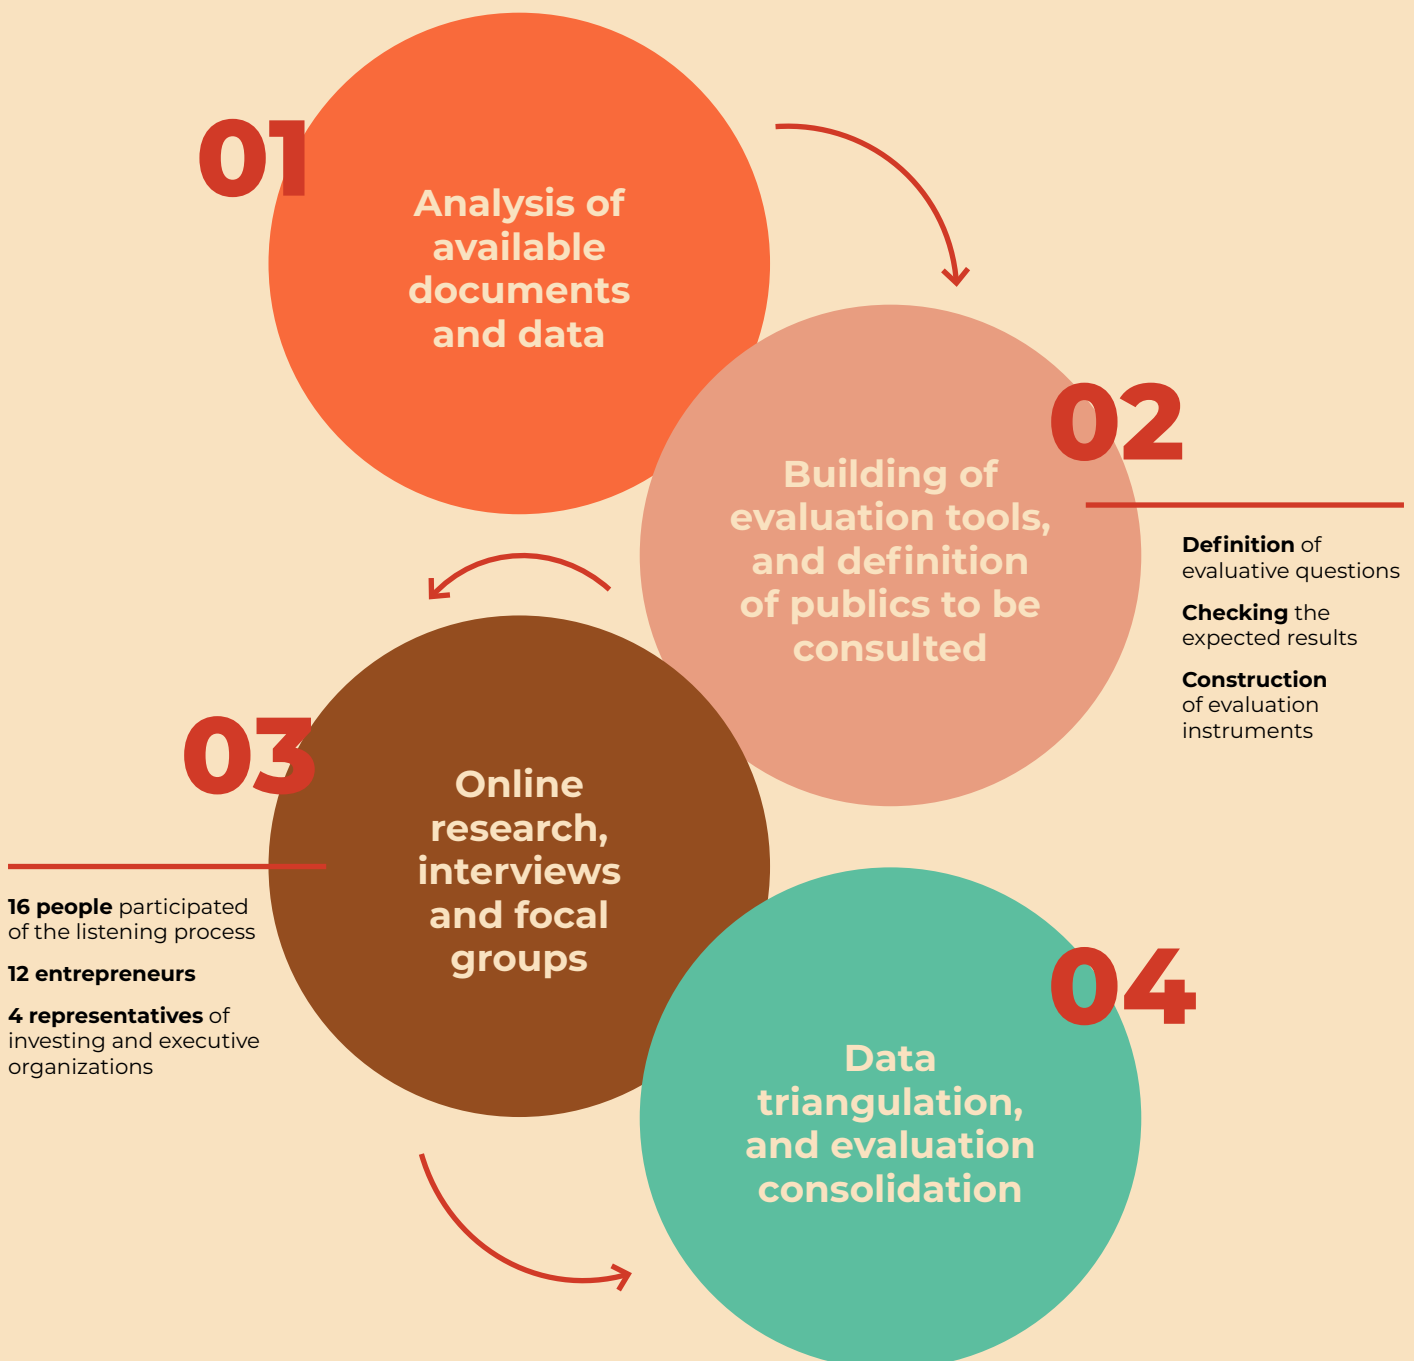 01
Analysis of
available
documents
and data
02
Building of
evaluation tools,
and definition
of publics to be
consulted
Definition of
evaluative questions
Checking the
expected results
Construction
of evaluation
instruments
03
Online
research,
interviews
and focal
groups
16 people participated
of the listening process
12 entrepreneurs
4 representatives of
investing and executive
organizations
04
Data
triangulation,
and evaluation
consolidation